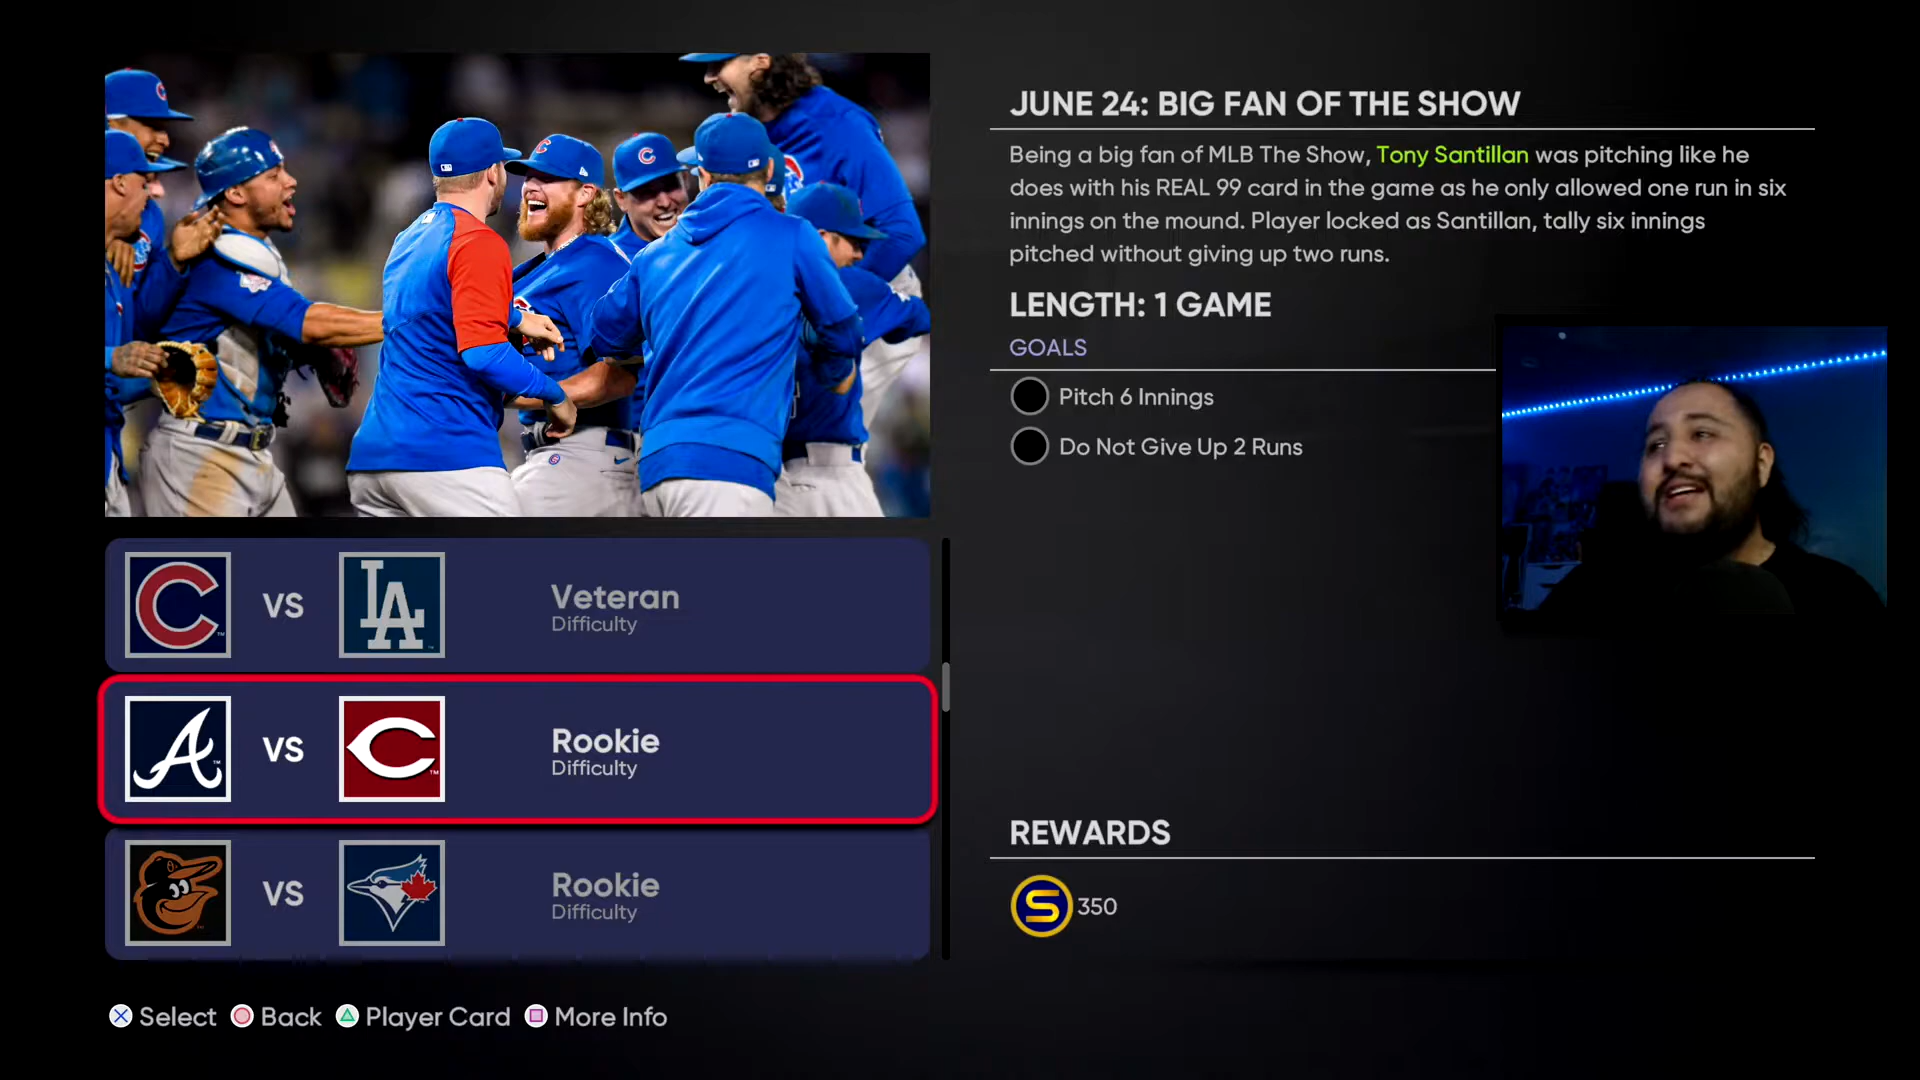 JUNE 24: BIG FAN OF THE SHOW
Being a big fan of MLB The Show, Tony Santillan was pitching like he
does with his REAL 99 card in the game as he only allowed one run in six
innings on the mound. Player locked as Santillan, tally six innings
pitched without giving up two runs.
LENGTH: 1 GAME
GOALS
Pitch 6 Innings
Do Not Give Up 2 Runs
C VS LA Veteran
Difficulty
A VS C Rookie
Difficulty
VS Rookie
Difficulty
REWARDS
S 350
Select Back Player Card More Info